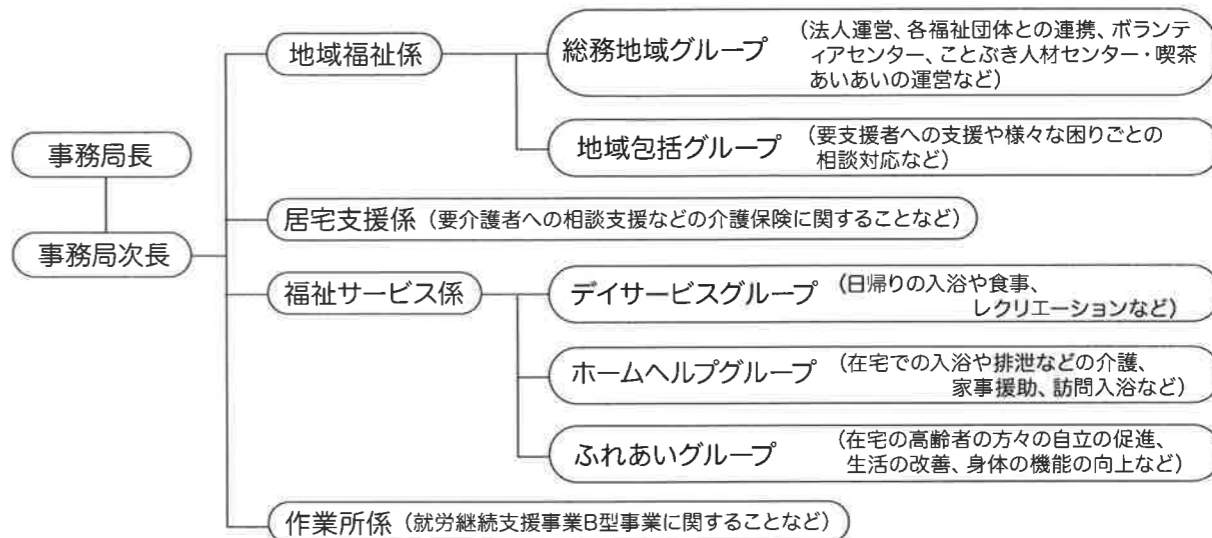 事務局長
事務局次長
地域福祉係
総務地域グループ (法人運営、各福祉団体との連携、ボランテ
ィアセンター、ことぶき人材センター・喫茶
あいあいの運営など)
地域包括グループ (要支援者への支援や様々な困りごとの
相談対応など)
居宅支援係 (要介護者への相談支援などの介護保険に関することなど)
福祉サービス係
デイサービスグループ (日帰りの入浴や食事、
レクリエーションなど)
ホームヘルプグループ (在宅での入浴や排泄などの介護、
家事援助、訪問入浴など)
ふれあいグループ (在宅の高齢者の方々の自立の促進、
生活の改善、身体の機能の向上など)
作業所係 (就労継続支援事業B型事業に関することなど)